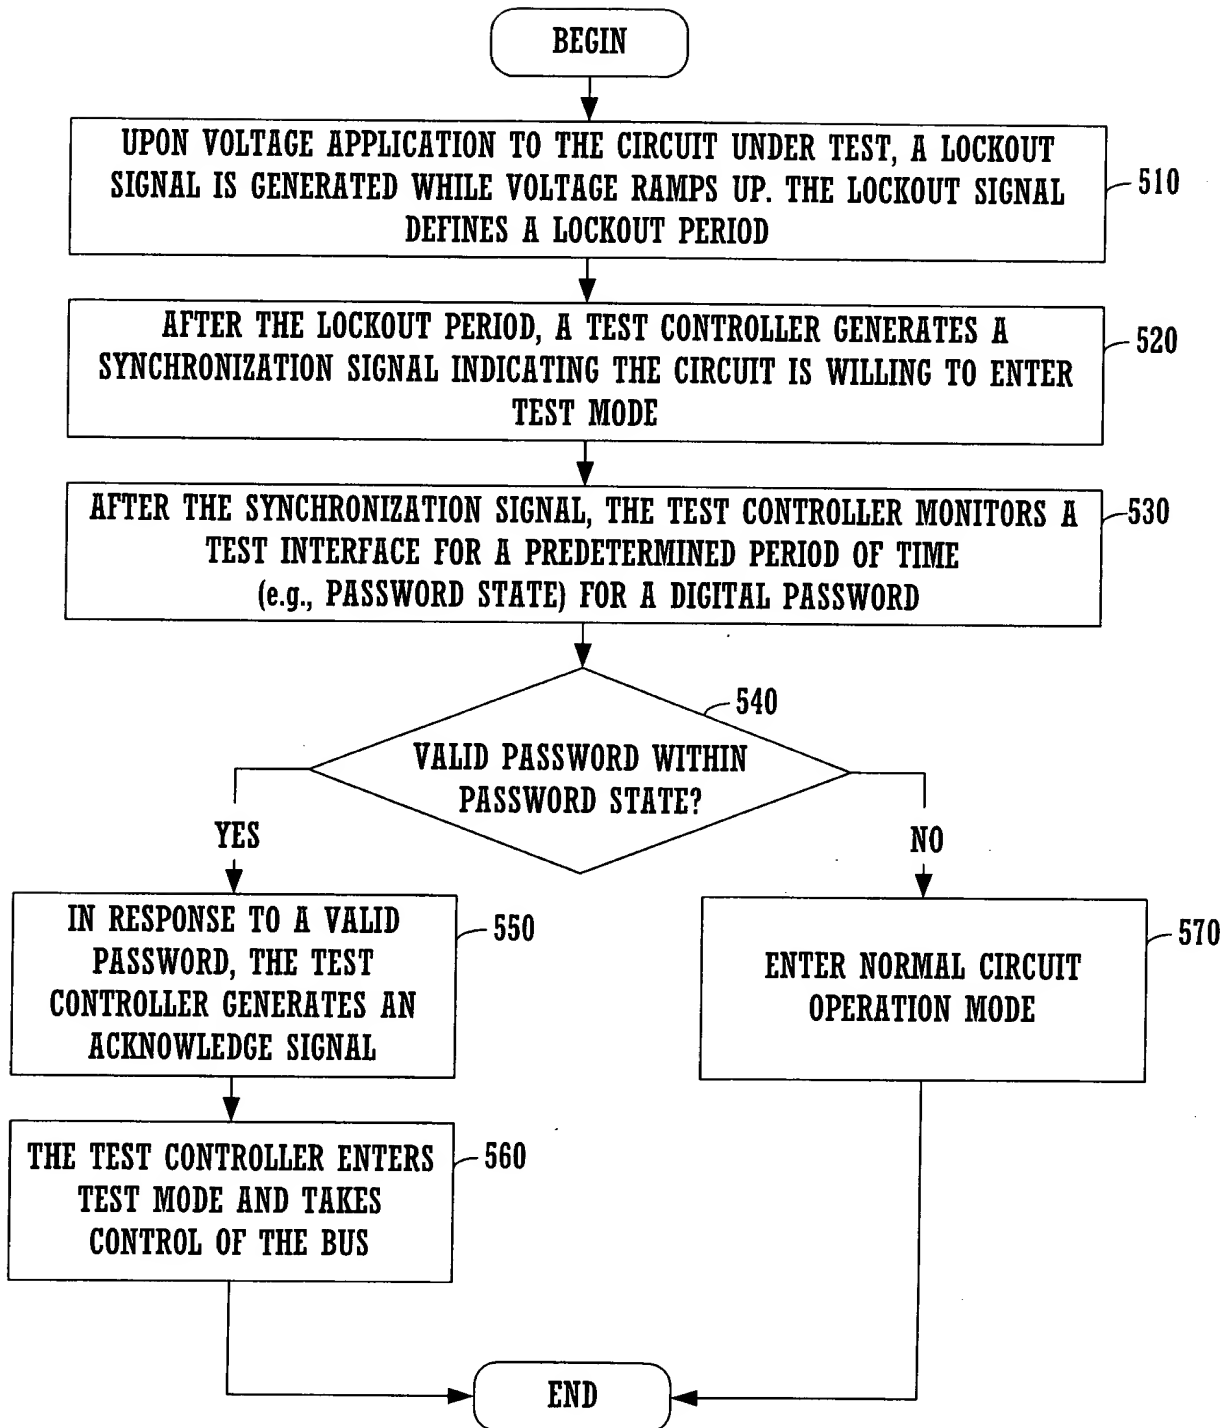 BEGIN
UPON VOLTAGE APPLICATION TO THE CIRCUIT UNDER TEST, A LOCKOUT
SIGNAL IS GENERATED WHILE VOLTAGE RAMPS UP. THE LOCKOUT SIGNAL
DEFINES A LOCKOUT PERIOD
510
AFTER THE LOCKOUT PERIOD, A TEST CONTROLLER GENERATES A
SYNCHRONIZATION SIGNAL INDICATING THE CIRCUIT IS WILLING TO ENTER
TEST MODE
520
AFTER THE SYNCHRONIZATION SIGNAL, THE TEST CONTROLLER MONITORS A
TEST INTERFACE FOR A PREDETERMINED PERIOD OF TIME
(e.g., PASSWORD STATE) FOR A DIGITAL PASSWORD
530
540
VALID PASSWORD WITHIN
PASSWORD STATE?
YES
NO
IN RESPONSE TO A VALID
PASSWORD, THE TEST
CONTROLLER GENERATES AN
ACKNOWLEDGE SIGNAL
550
ENTER NORMAL CIRCUIT
OPERATION MODE
570
THE TEST CONTROLLER ENTERS
TEST MODE AND TAKES
CONTROL OF THE BUS
560
END